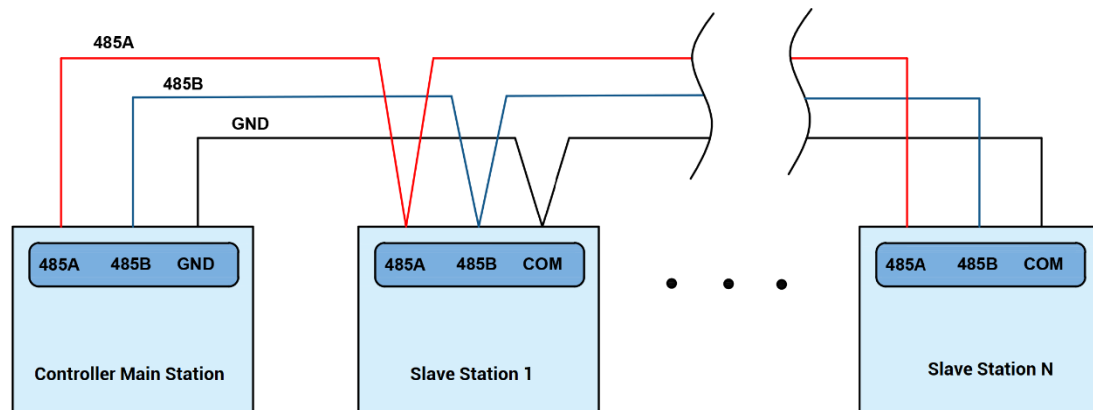 485A
485B
GND
485A 485B GND
485A 485B COM
485A 485B COM
Controller Main Station
Slave Station 1
Slave Station N